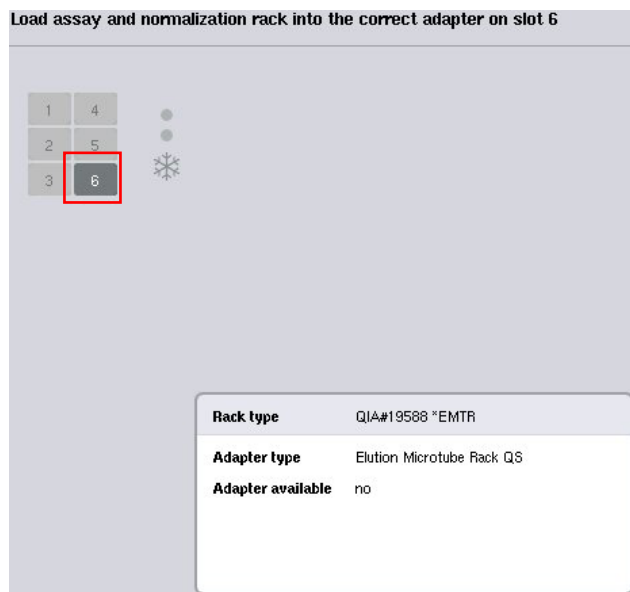 Load assay and normalization rack into the correct adapter on slot 6
1 4
2 5
3 6
Rack type QIA#19588 *EMTR
Adapter type Elution Microtube Rack QS
Adapter available no